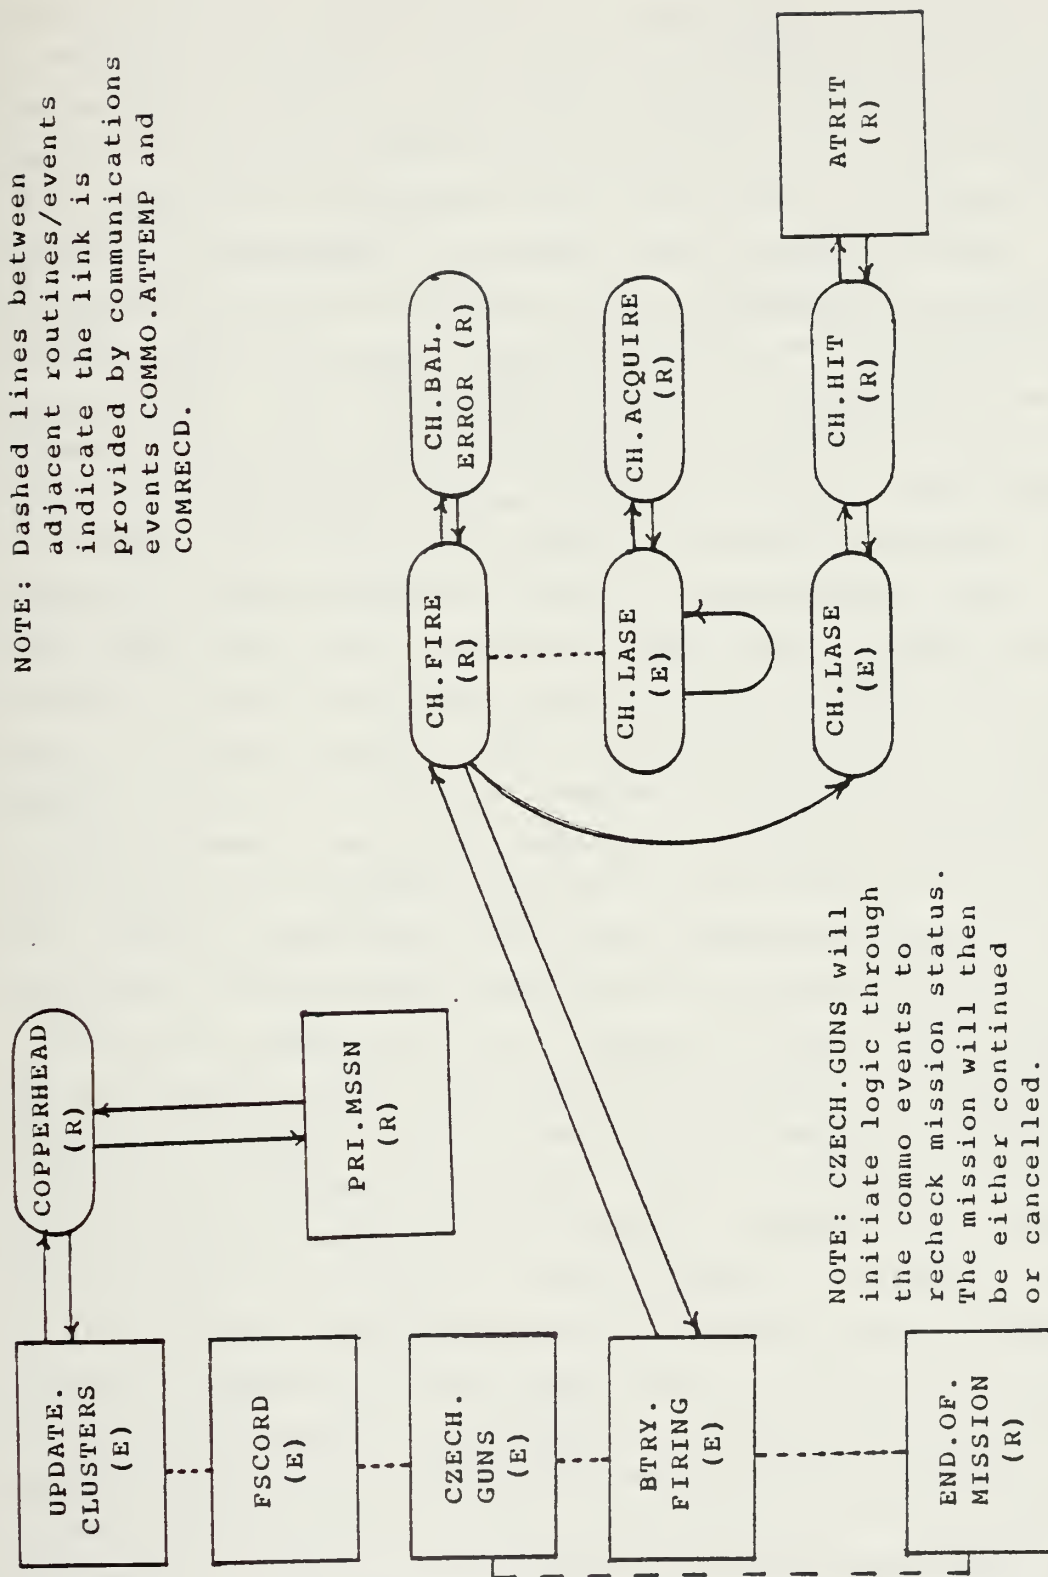 NOTE: Dashed lines between
adjacent routines/events
indicate the link is
provided by communications
events COMMO.ATTEMP and
COMRECD.
UPDATE.
CLUSTERS
(E)
COPPERHEAD
(R)
PRI.MSSN
(R)
FSCORD
(E)
CZECH.
GUNS
(E)
BTRY.
FIRING
(E)
END.OF.
MISSION
(R)
CH.FIRE
(R)
CH.BAL.
ERROR (R)
CH.LASE
(E)
CH.ACQUIRE
(R)
CH.LASE
(E)
CH.HIT
(R)
ATRIT
(R)
NOTE: CZECH.GUNS will
initiate logic through
the commo events to
recheck mission status.
The mission will then
be either continued
or cancelled.